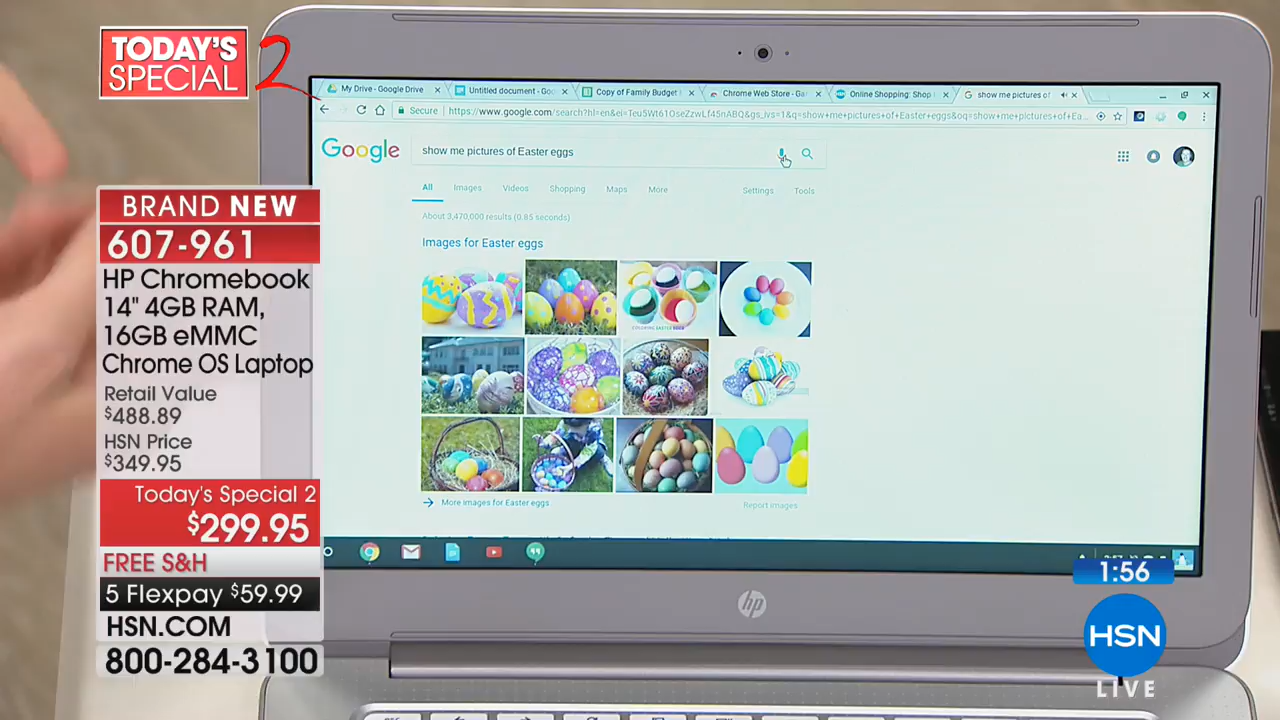 TODAY'S
SPECIAL 2
BRAND NEW
607-961
HP Chromebook
14" 4GB RAM,
16GB eMMC
Chrome OS Laptop
Retail Value
$488.89
HSN Price
$349.95
Today's Special 2
$299.95
FREE S&H
5 Flexpay $59.99
HSN.COM
800-284-3100
My Drive - Google Drive
Untitled document - Goo
Copy of Family Budget
Chrome Web Store - Ga
Online Shopping: Shop
show me pictures of
Secure
Google
show me pictures of Easter eggs
All Images Videos Shopping Maps More Settings Tools
About 3,470,000 results (0.85 seconds)
Images for Easter eggs
More images for Easter eggs
Report images
hp
1:56
HSN
LIVE